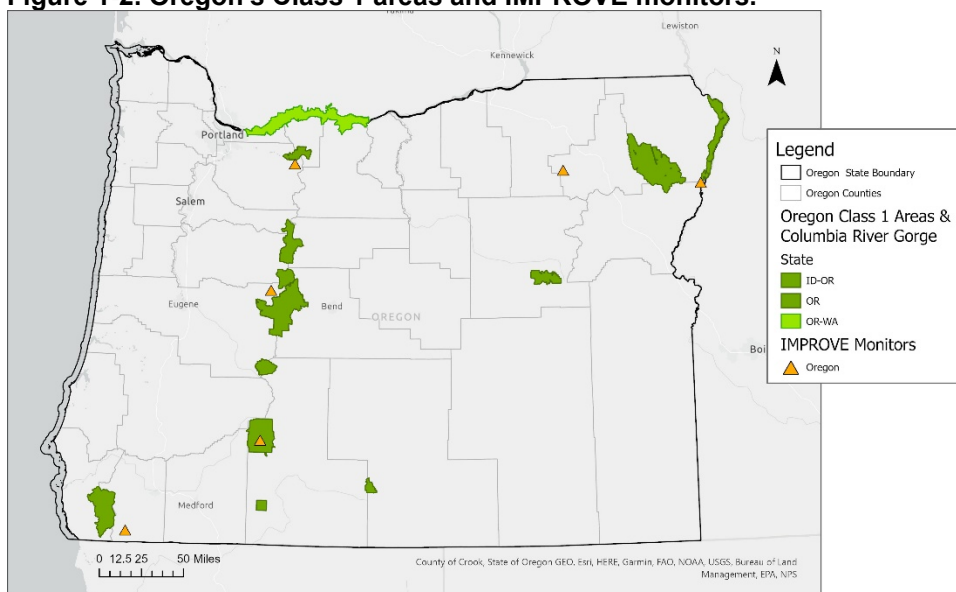 Figure 1-2: Oregon's Class 1 areas and IMPROVE monitors.
Lewiston
Kennewick
N
Portland
Salem
Eugene
Bend
OREGON
Medford
Boi
Legend
Oregon State Boundary
Oregon Counties
Oregon Class 1 Areas &
Columbia River Gorge
State
ID-OR
OR
OR-WA
IMPROVE Monitors
Oregon
0 12.5 25 50 Miles
County of Crook, State of Oregon GEO, Esri, HERE, Garmin, FAO, NOAA, USGS, Bureau of Land
Management, EPA, NPS